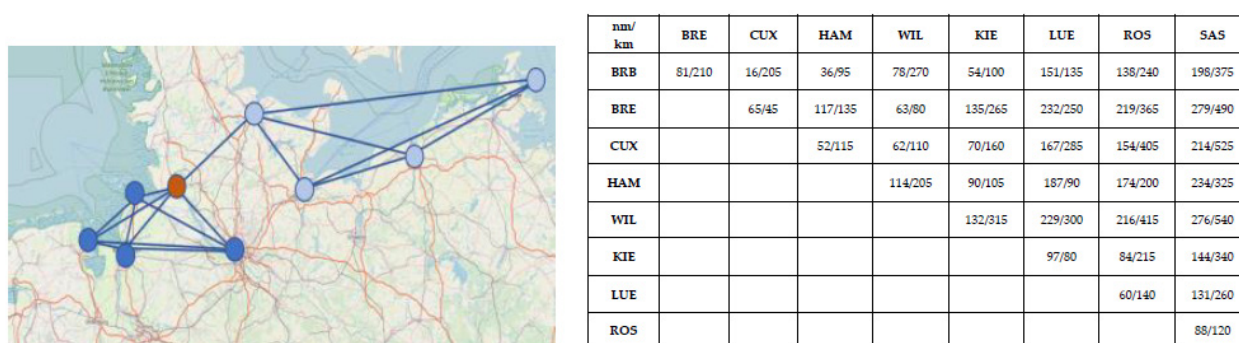 nm/ km BRE CUX HAM WIL KIE LUE ROS SAS
BRB 81/210 16/205 36/95 78/270 54/100 151/135 138/240 198/375
BRE 65/45 117/135 63/80 135/265 232/250 219/365 279/490
CUX 52/115 62/110 70/160 167/285 154/405 214/525
HAM 114/205 90/105 187/90 174/200 234/325
WIL 132/315 229/300 216/415 276/540
KIE 97/80 84/215 144/340
LUE 60/140 131/260
ROS 88/120